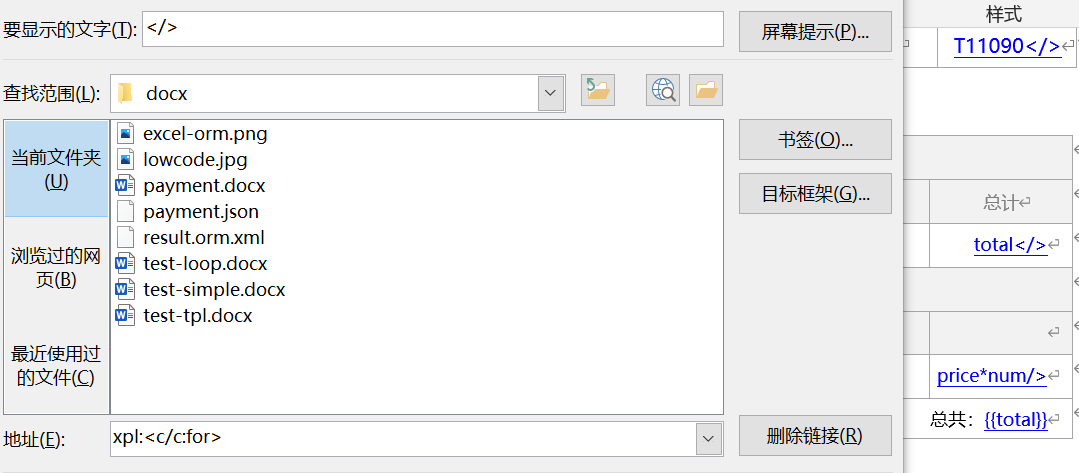 要显示的文字(T): </>
屏幕提示(P)...
查找范围(L): docx
当前文件夹(U)
浏览过的网页(B)
最近使用过的文件(C)
excel-orm.png
lowcode.jpg
payment.docx
payment.json
result.orm.xml
test-loop.docx
test-simple.docx
test-tpl.docx
书签(O)...
目标框架(G)...
地址(E): xpl:<c/c:for>
删除链接(R)
样式
T11090</>
总计
total</>
price*num/>
总共：{{total}}